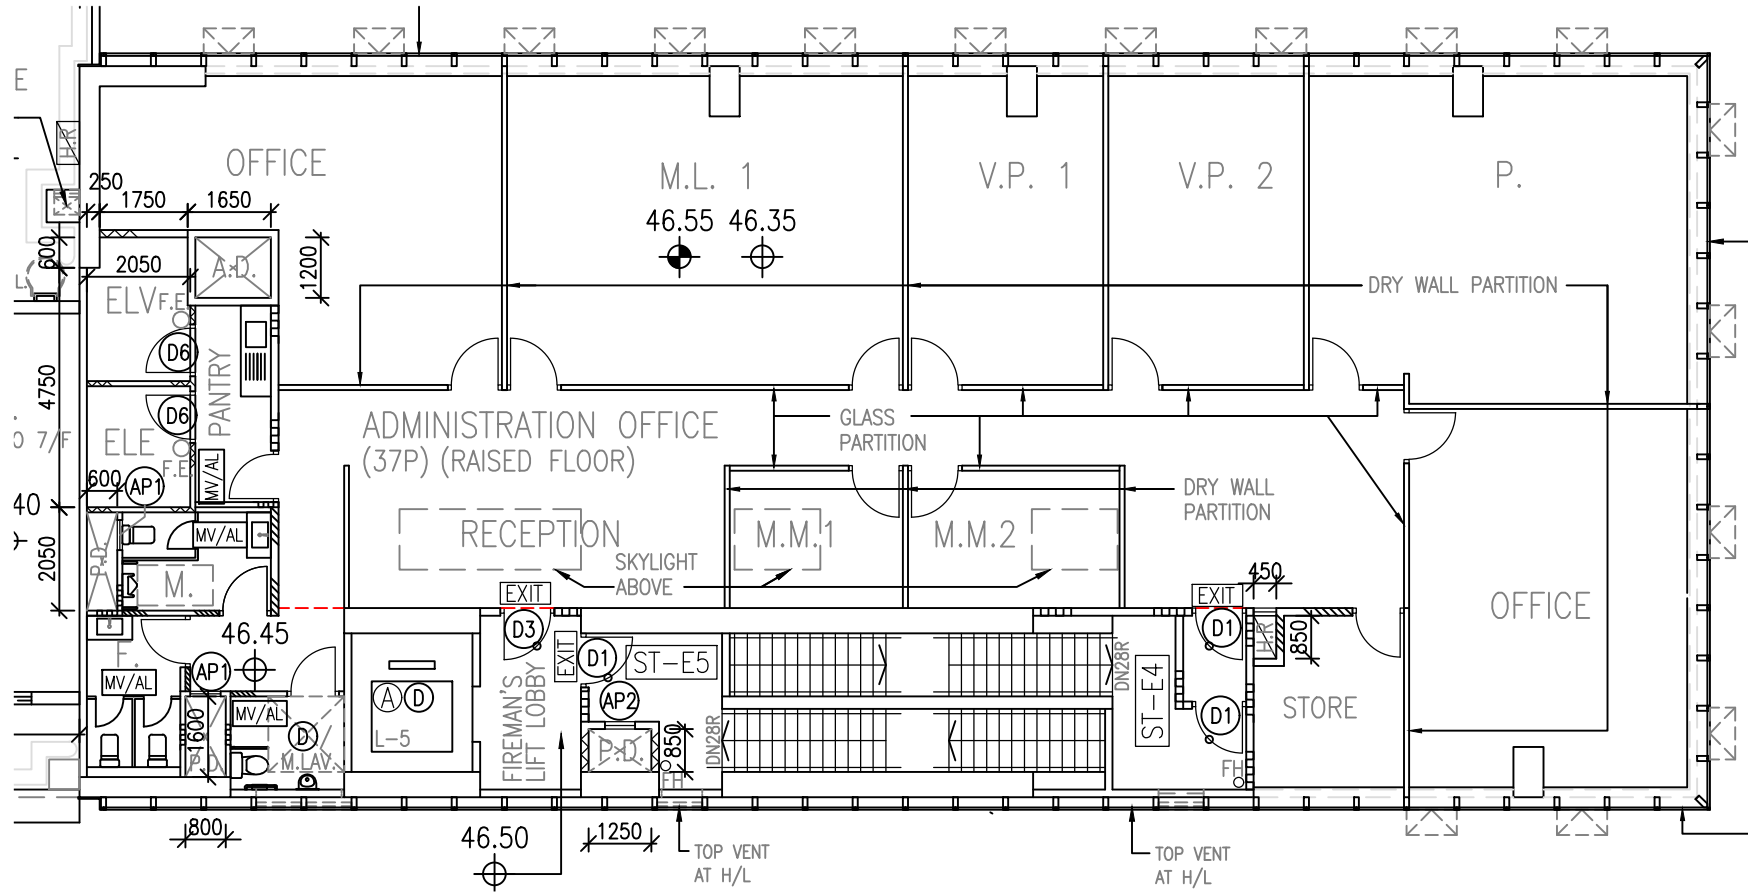 E
H.R
OFFICE
M.L. 1
V.P. 1
V.P. 2
P.
250
1750
1650
46.55
46.35
600
2050
A.D.
1200
L.
ELV
F.E.
DRY WALL PARTITION
D6
PANTRY
4750
D6
ADMINISTRATION OFFICE
(37P) (RAISED FLOOR)
GLASS
PARTITION
O 7/F
ELE
F.E.
MV/AL
600
AP1
DRY WALL
PARTITION
40
Y
MV/AL
RECEPTION
M.M.1
M.M.2
2050
P.D.
M.
SKYLIGHT
ABOVE
450
EXIT
EXIT
OFFICE
46.45
D3
EXIT
D1
D1
H.R
850
F.
AP1
ST-E5
DN28R
ST-E4
MV/AL
A
D
FIREMAN'S
LIFT LOBBY
AP2
MV/AL
D
D1
STORE
1600
L-5
P.D.
850
DN28R
P.D
M.LAV.
FH
FH
800
46.50
1250
TOP VENT
AT H/L
TOP VENT
AT H/L